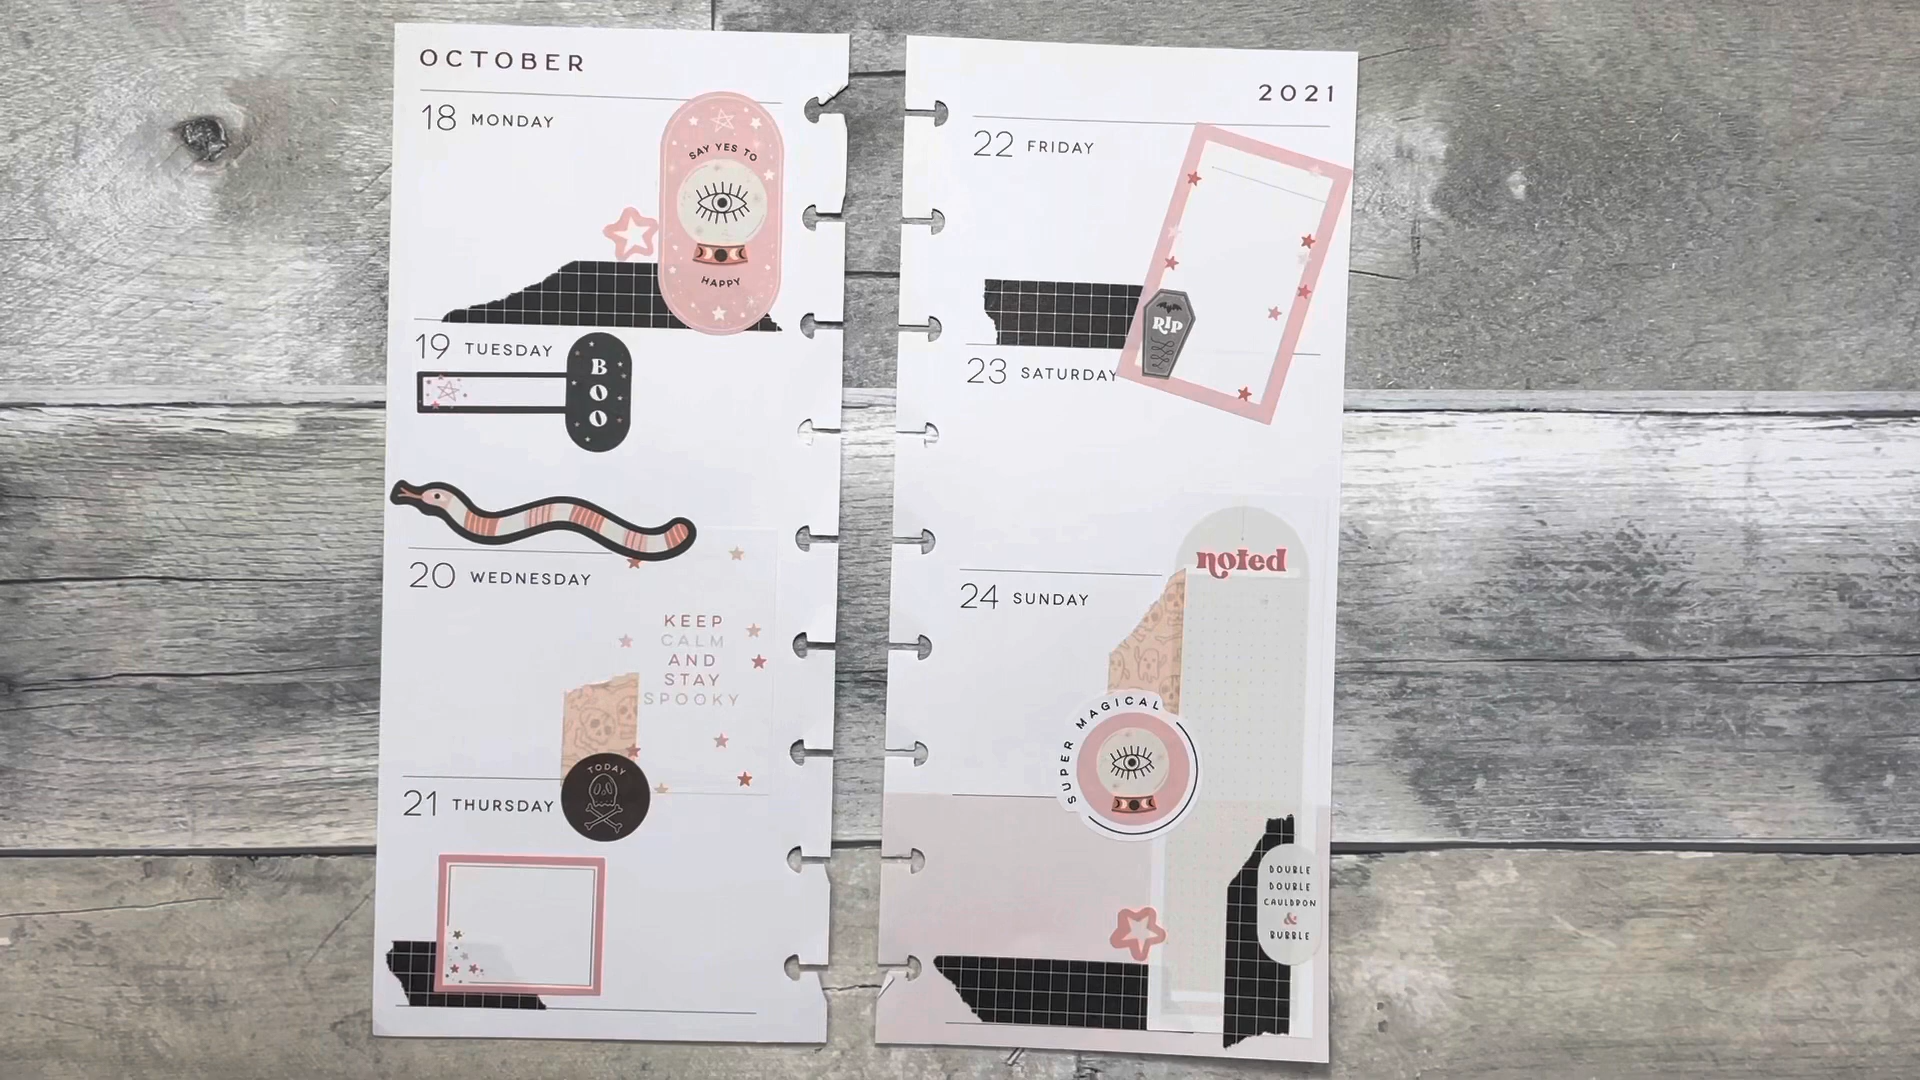 OCTOBER
18 MONDAY
SAY YES TO
HAPPY
19 TUESDAY
BOO
20 WEDNESDAY
KEEP
CALM
AND
STAY
SPOOKY
TODAY
21 THURSDAY
2021
22 FRIDAY
RIP
23 SATURDAY
noted
24 SUNDAY
SUPER MAGICAL
DOUBLE
DOUBLE
CAULDRON
&
BUBBLE